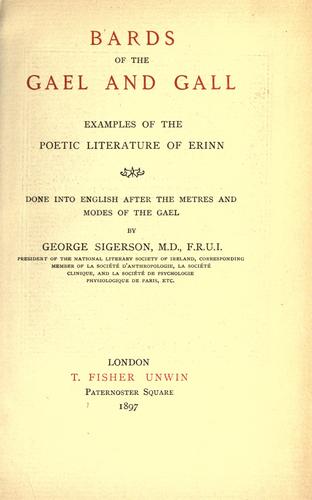 BARDS
OF THE
GAEL AND GALL
EXAMPLES OF THE
POETIC LITERATURE OF ERINN
DONE INTO ENGLISH AFTER THE METRES AND
MODES OF THE GAEL
BY
GEORGE SIGERSON, M.D., F.R.U.I.
PRESIDENT OF THE NATIONAL LITERARY SOCIETY OF IRELAND, CORRESPONDING
MEMBER OF LA SOCIÉTÉ D'ANTHROPOLOGIE, LA SOCIÉTÉ
CLINIQUE, AND LA SOCIÉTÉ DE PSYCHOLOGIE
PHYSIOLOGIQUE DE PARIS, ETC.
LONDON
T. FISHER UNWIN
PATERNOSTER SQUARE
1897